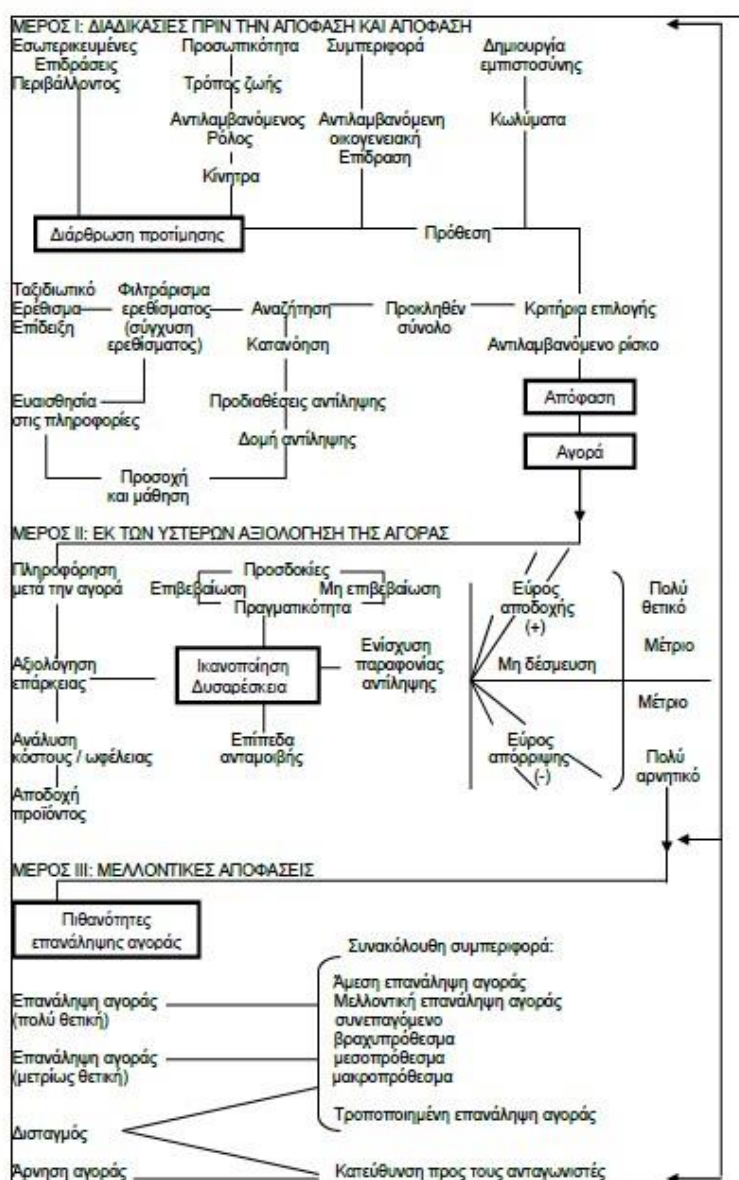 ΜΕΡΟΣ Ι: ΔΙΑΔΙΚΑΣΙΕΣ ΠΡΙΝ ΤΗΝ ΑΠΟΦΑΣΗ ΚΑΙ ΑΠΟΦΑΣΗ
Εσωτερικευμένες
Επιδράσεις
Περιβάλλοντος
Προσωπικότητα
Τρόπος ζωής
Αντιλαμβανόμενος
Ρόλος
Κίνητρα
Συμπεριφορά
Αντιλαμβανόμενη
οικογενειακή
Επίδραση
Δημιουργία
εμπιστοσύνης
Κωλύματα
Διάρθρωση προτίμησης
Πρόθεση
Ταξιδιωτικό
Ερέθισμα
Επίδειξη
Φιλτράρισμα
ερεθίσματος
(σύγχυση
ερεθίσματος)
Αναζήτηση
Κατανόηση
Προκληθέν
σύνολο
Κριτήρια επιλογής
Αντιλαμβανόμενο ρίσκο
Ευαισθησία
στις πληροφορίες
Προδιαθέσεις αντίληψης
Δομή αντίληψης
Προσοχή
και μάθηση
Απόφαση
Αγορά
ΜΕΡΟΣ ΙΙ: ΕΚ ΤΩΝ ΥΣΤΕΡΩΝ ΑΞΙΟΛΟΓΗΣΗ ΤΗΣ ΑΓΟΡΑΣ
Πληροφόρηση
μετά την αγορά
Προσδοκίες
Επιβεβαίωση
Μη επιβεβαίωση
Πραγματικότητα
Εύρος
αποδοχής
(+)
Πολύ
θετικό
Αξιολόγηση
επάρκειας
Ικανοποίηση
Δυσαρέσκεια
Ενίσχυση
παραφονίας
αντίληψης
Μη δέσμευση
Μέτριο
Μέτριο
Ανάλυση
κόστους / ωφέλειας
Επίπεδα
ανταμοιβής
Εύρος
απόρριψης
(-)
Πολύ
αρνητικό
Αποδοχή
προϊόντος
ΜΕΡΟΣ ΙΙΙ: ΜΕΛΛΟΝΤΙΚΕΣ ΑΠΟΦΑΣΕΙΣ
Πιθανότητες
επανάληψης αγοράς
Συνακόλουθη συμπεριφορά:
Επανάληψη αγοράς
(πολύ θετική)
Επανάληψη αγοράς
(μετρίως θετική)
Άμεση επανάληψη αγοράς
Μελλοντική επανάληψη αγοράς
συνεπαγόμενο
βραχυπρόθεσμα
μεσοπρόθεσμα
μακροπρόθεσμα
Τροποποιημένη επανάληψη αγοράς
Δισταγμός
Άρνηση αγοράς
Κατεύθυνση προς τους ανταγωνιστές